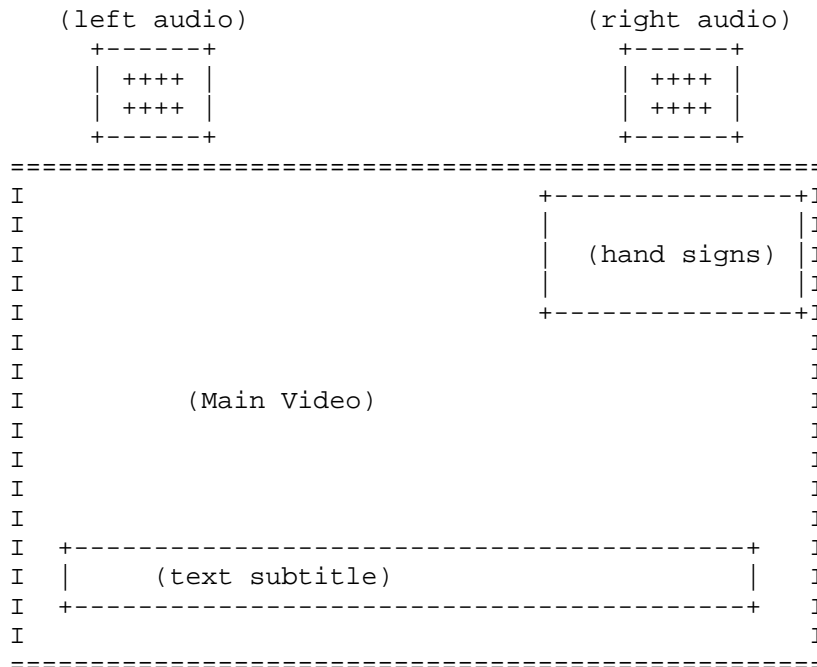 (left audio) (right audio)
(hand signs)
(Main Video)
(text subtitle)